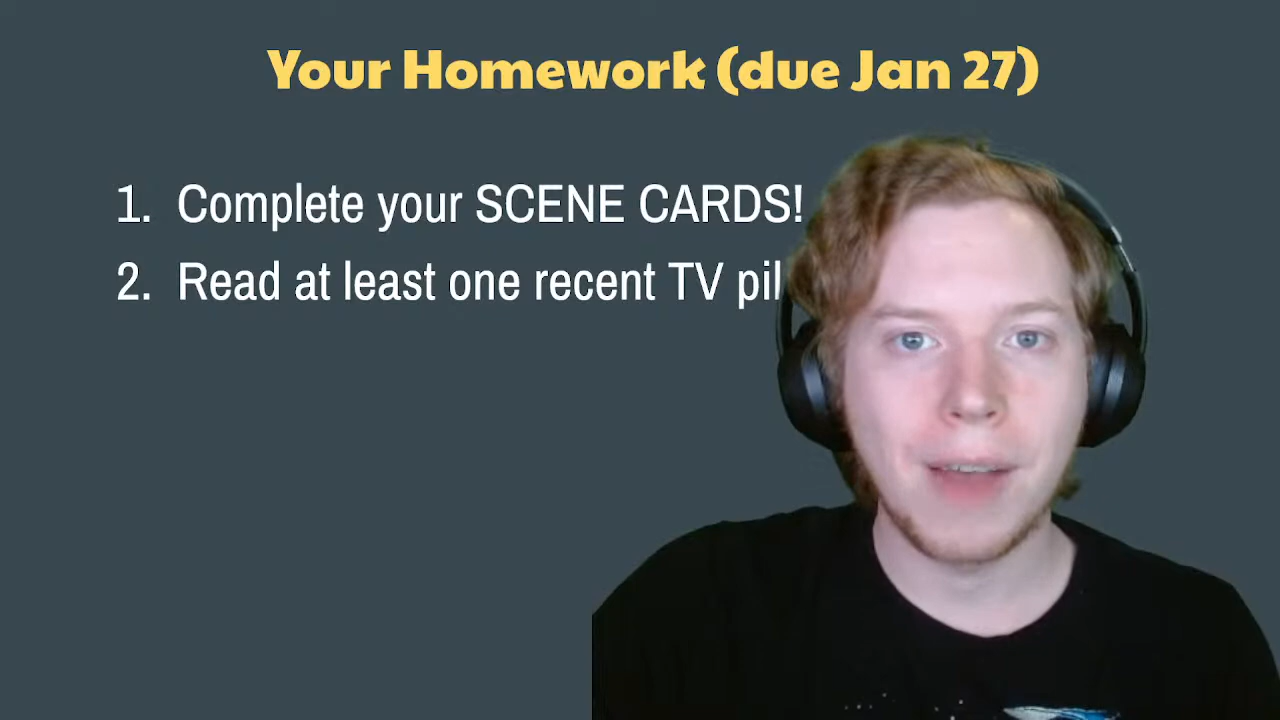 Your Homework (due Jan 27)
1. Complete your SCENE CARDS!
2. Read at least one recent TV pil